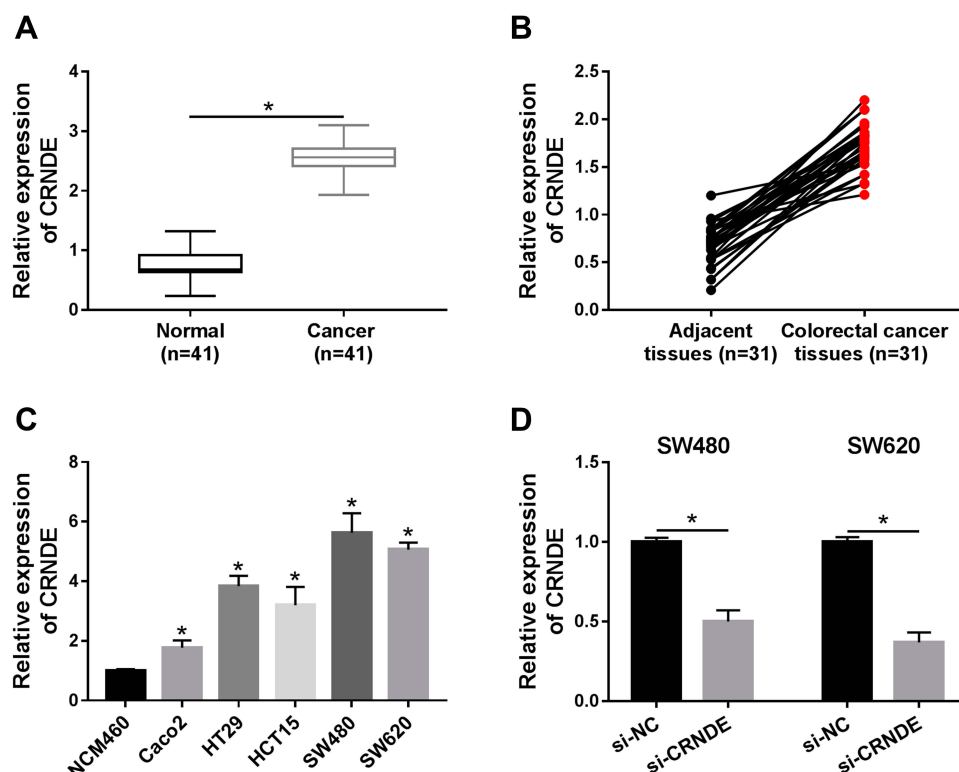 A
Relative expression
of CRNDE
4
3
2
1
0
*
Normal
(n=41)
Cancer
(n=41)
B
Relative expression
of CRNDE
2.5
2.0
1.5
1.0
0.5
0.0
Adjacent
tissues (n=31)
Colorectal cancer
tissues (n=31)
C
Relative expression
of CRNDE
8
6
4
2
0
*
*
*
*
*
NCM460
Caco2
HT29
HCT15
SW480
SW620
D
SW480
SW620
Relative expression
of CRNDE
1.5
1.0
0.5
0.0
*
*
si-NC
si-CRNDE
si-NC
si-CRNDE